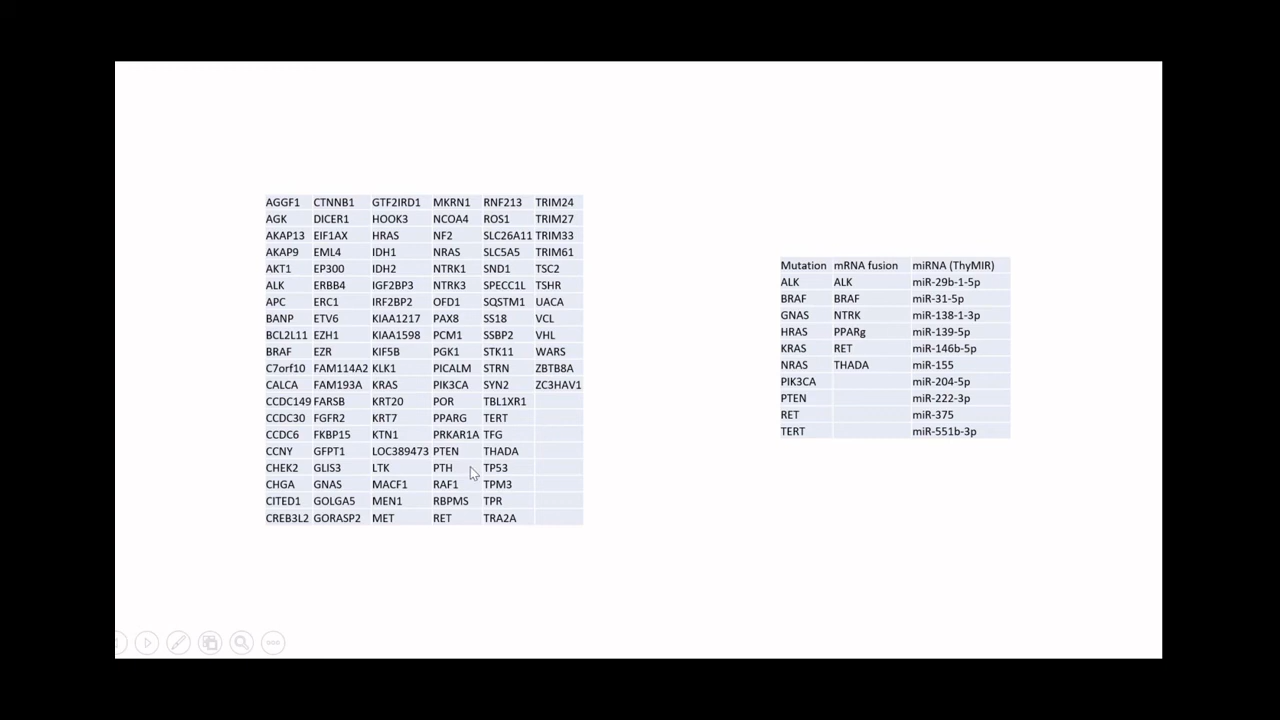 AGGF1 CTNNB1 GTF2IRD1 MKRN1 RNF213 TRIM24
AGK DICER1 HOOK3 NCOA4 ROS1 TRIM27
AKAP13 EIF1AX HRAS NF2 SLC26A11 TRIM33
AKAP9 EML4 IDH1 NRAS SLC5A5 TRIM61
AKT1 EP300 IDH2 NTRK1 SND1 TSC2
ALK ERBB4 IGF2BP3 NTRK3 SPECC1L TSHR
APC ERC1 IRF2BP2 OFD1 SQSTM1 UACA
BANP ETV6 KIAA1217 PAX8 SS18 VCL
BCL2L11 EZH1 KIAA1598 PCM1 SSBP2 VHL
BRAF EZR KIF5B PGK1 STK11 WARS
C7orf10 FAM114A2 KLK1 PICALM STRN ZBTB8A
CALCA FAM193A KRAS PIK3CA SYN2 ZC3HAV1
CCDC149 FARSB KRT20 POR TBL1XR1
CCDC30 FGFR2 KRT7 PPARG TERT
CCDC6 FKBP15 KTN1 PRKAR1A TFG
CCNY GFPT1 LOC389473 PTEN THADA
CHEK2 GLIS3 LTK PTH TP53
CHGA GNAS MACF1 RAF1 TPM3
CITED1 GOLGA5 MEN1 RBPMS TPR
CREB3L2 GORASP2 MET RET TRA2A
Mutation mRNA fusion miRNA (ThyMIR)
ALK ALK miR-29b-1-5p
BRAF BRAF miR-31-5p
GNAS NTRK miR-138-1-3p
HRAS PPARg miR-139-5p
KRAS RET miR-146b-5p
NRAS THADA miR-155
PIK3CA miR-204-5p
PTEN miR-222-3p
RET miR-375
TERT miR-551b-3p